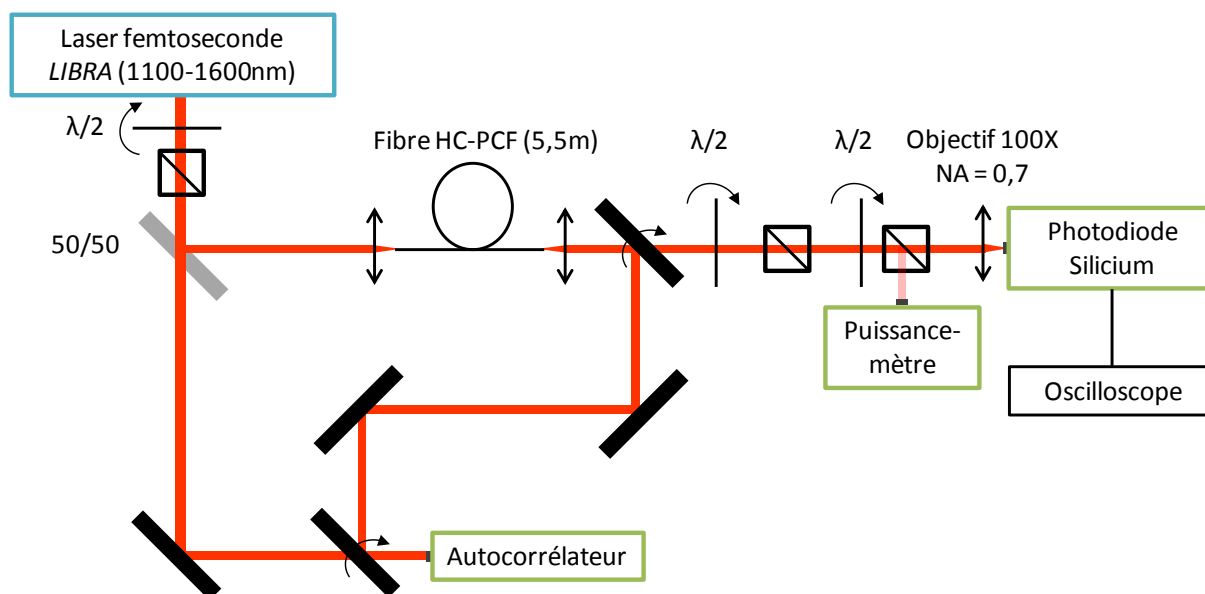 Laser femtoseconde
LIBRA (1100-1600nm)
λ/2
Fibre HC-PCF (5,5m)
λ/2
λ/2
Objectif 100X
NA = 0,7
50/50
Photodiode
Silicium
Puissance-
mètre
Oscilloscope
Autocorrélateur